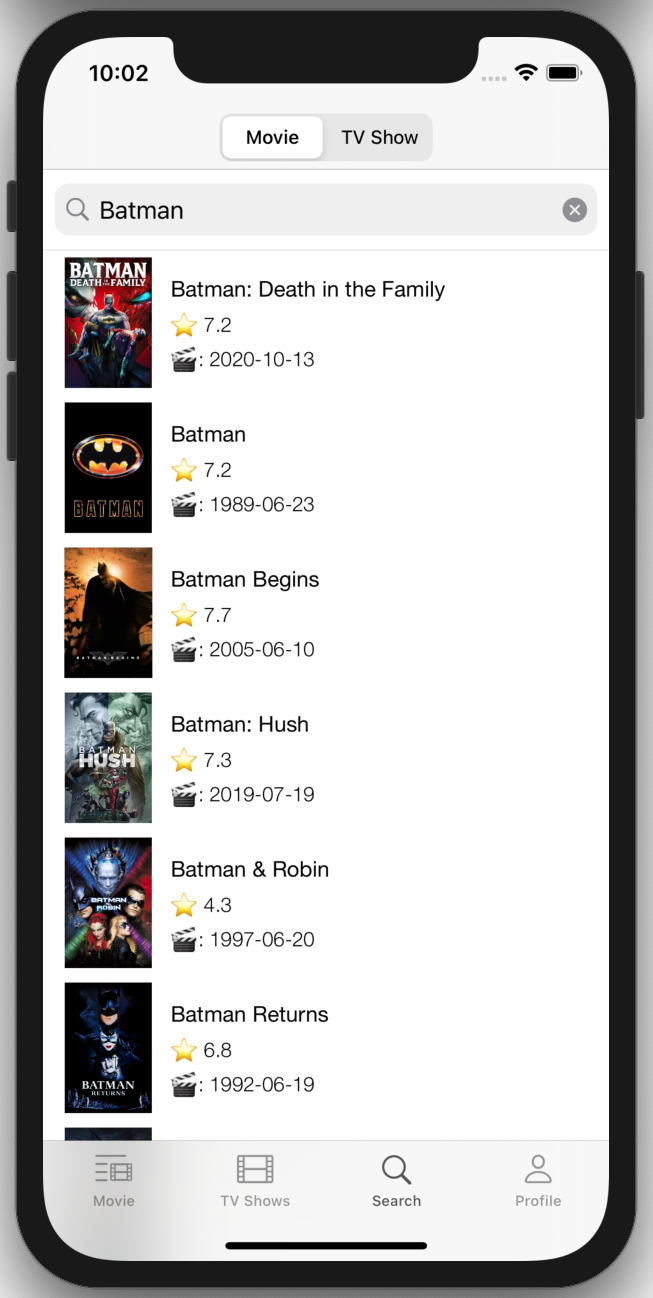 10:02
Movie TV Show
Batman
BATMAN
DEATH IN THE FAMILY
Batman: Death in the Family
7.2
: 2020-10-13
BATMAN
Batman
7.2
: 1989-06-23
BATMAN BEGINS
Batman Begins
7.7
: 2005-06-10
BATMAN
HUSH
Batman: Hush
7.3
: 2019-07-19
BATMAN
& ROBIN
Batman & Robin
4.3
: 1997-06-20
BATMAN
RETURNS
Batman Returns
6.8
: 1992-06-19
Movie TV Shows Search Profile